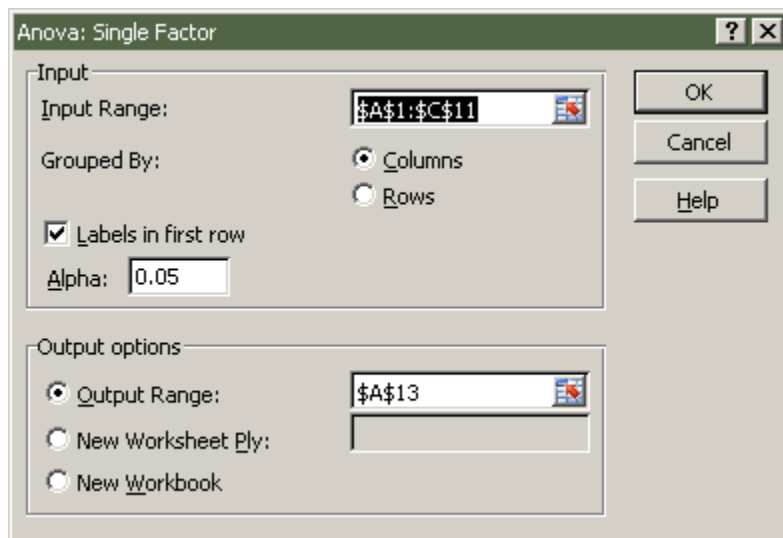 Anova: Single Factor
Input
Input Range: $A$1:$C$11
Grouped By: Columns
Rows
Labels in first row
Alpha: 0.05
Output options
Output Range: $A$13
New Worksheet Ply:
New Workbook
OK
Cancel
Help